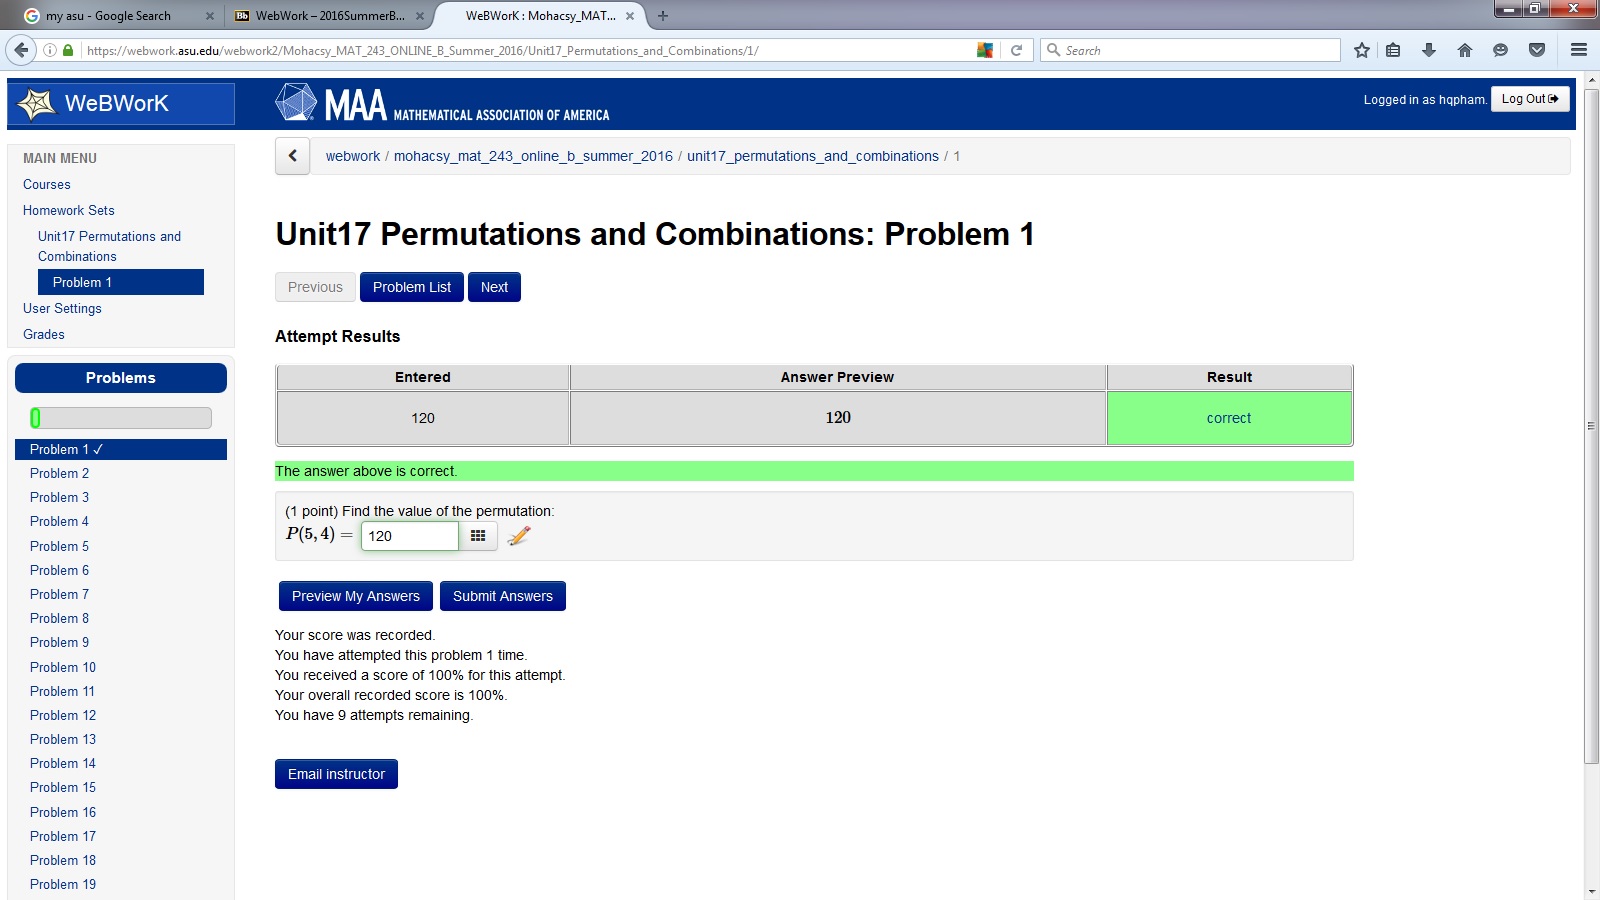 my asu - Google Search
Bb WebWork – 2016SummerB...
WeBWorK : Mohacsy_MAT...
https://webwork.asu.edu/webwork2/Mohacsy_MAT_243_ONLINE_B_Summer_2016/Unit17_Permutations_and_Combinations/1/
Search
WeBWorK
MAA MATHEMATICAL ASSOCIATION OF AMERICA
Logged in as hqpham.
Log Out
MAIN MENU
Courses
Homework Sets
Unit17 Permutations and
Combinations
Problem 1
User Settings
Grades
Problems
Problem 1 ✓
Problem 2
Problem 3
Problem 4
Problem 5
Problem 6
Problem 7
Problem 8
Problem 9
Problem 10
Problem 11
Problem 12
Problem 13
Problem 14
Problem 15
Problem 16
Problem 17
Problem 18
Problem 19
webwork / mohacsy_mat_243_online_b_summer_2016 / unit17_permutations_and_combinations / 1
Unit17 Permutations and Combinations: Problem 1
Previous Problem List Next
Attempt Results
Entered Answer Preview Result
120 120 correct
The answer above is correct.
(1 point) Find the value of the permutation:
P(5, 4) = 120
Preview My Answers Submit Answers
Your score was recorded.
You have attempted this problem 1 time.
You received a score of 100% for this attempt.
Your overall recorded score is 100%.
You have 9 attempts remaining.
Email instructor